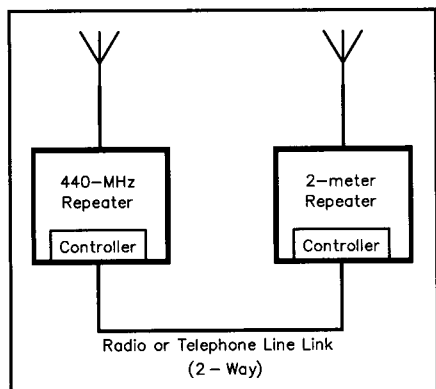 440-MHz
Repeater
Controller
2-meter
Repeater
Controller
Radio or Telephone Line Link
(2 - Way)